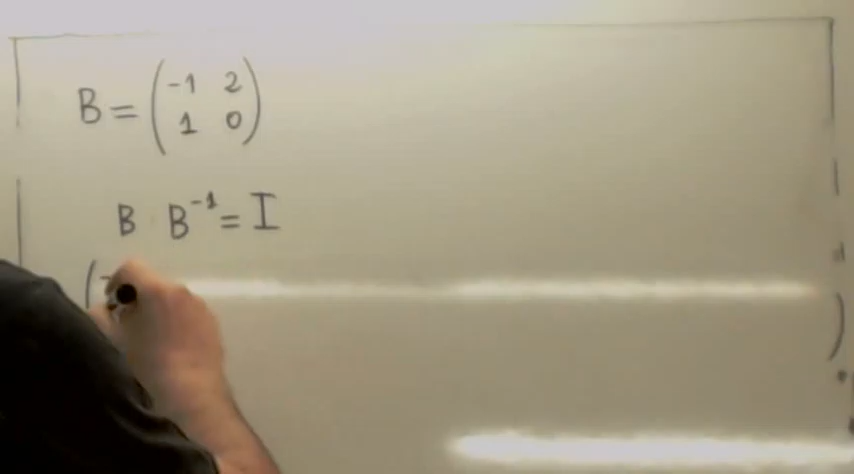 B = (-1 2
1 0)
B · B⁻¹ = I
(-